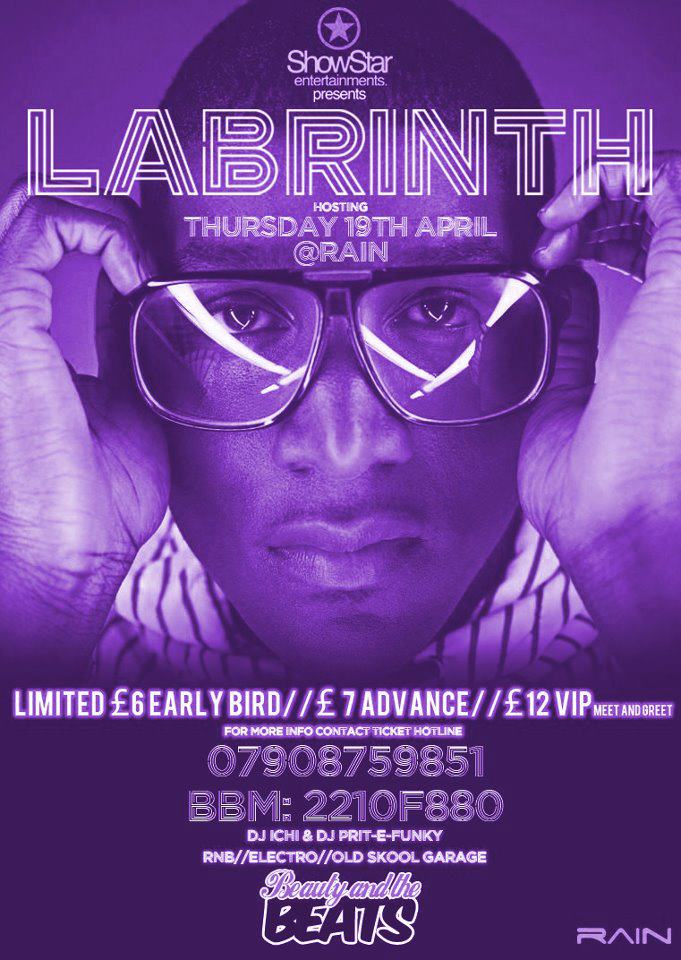 ShowStar
entertainments.
presents
LABRINTH
HOSTING
THURSDAY 19TH APRIL
@RAIN
LIMITED £6 EARLY BIRD//£ 7 ADVANCE//£12 VIP MEET AND GREET
FOR MORE INFO CONTACT TICKET HOTLINE
07908759851
BBM: 2210F880
DJ ICHI & DJ PRIT-E-FUNKY
RNB//ELECTRO//OLD SKOOL GARAGE
Beauty and the
BEATS
RAIN